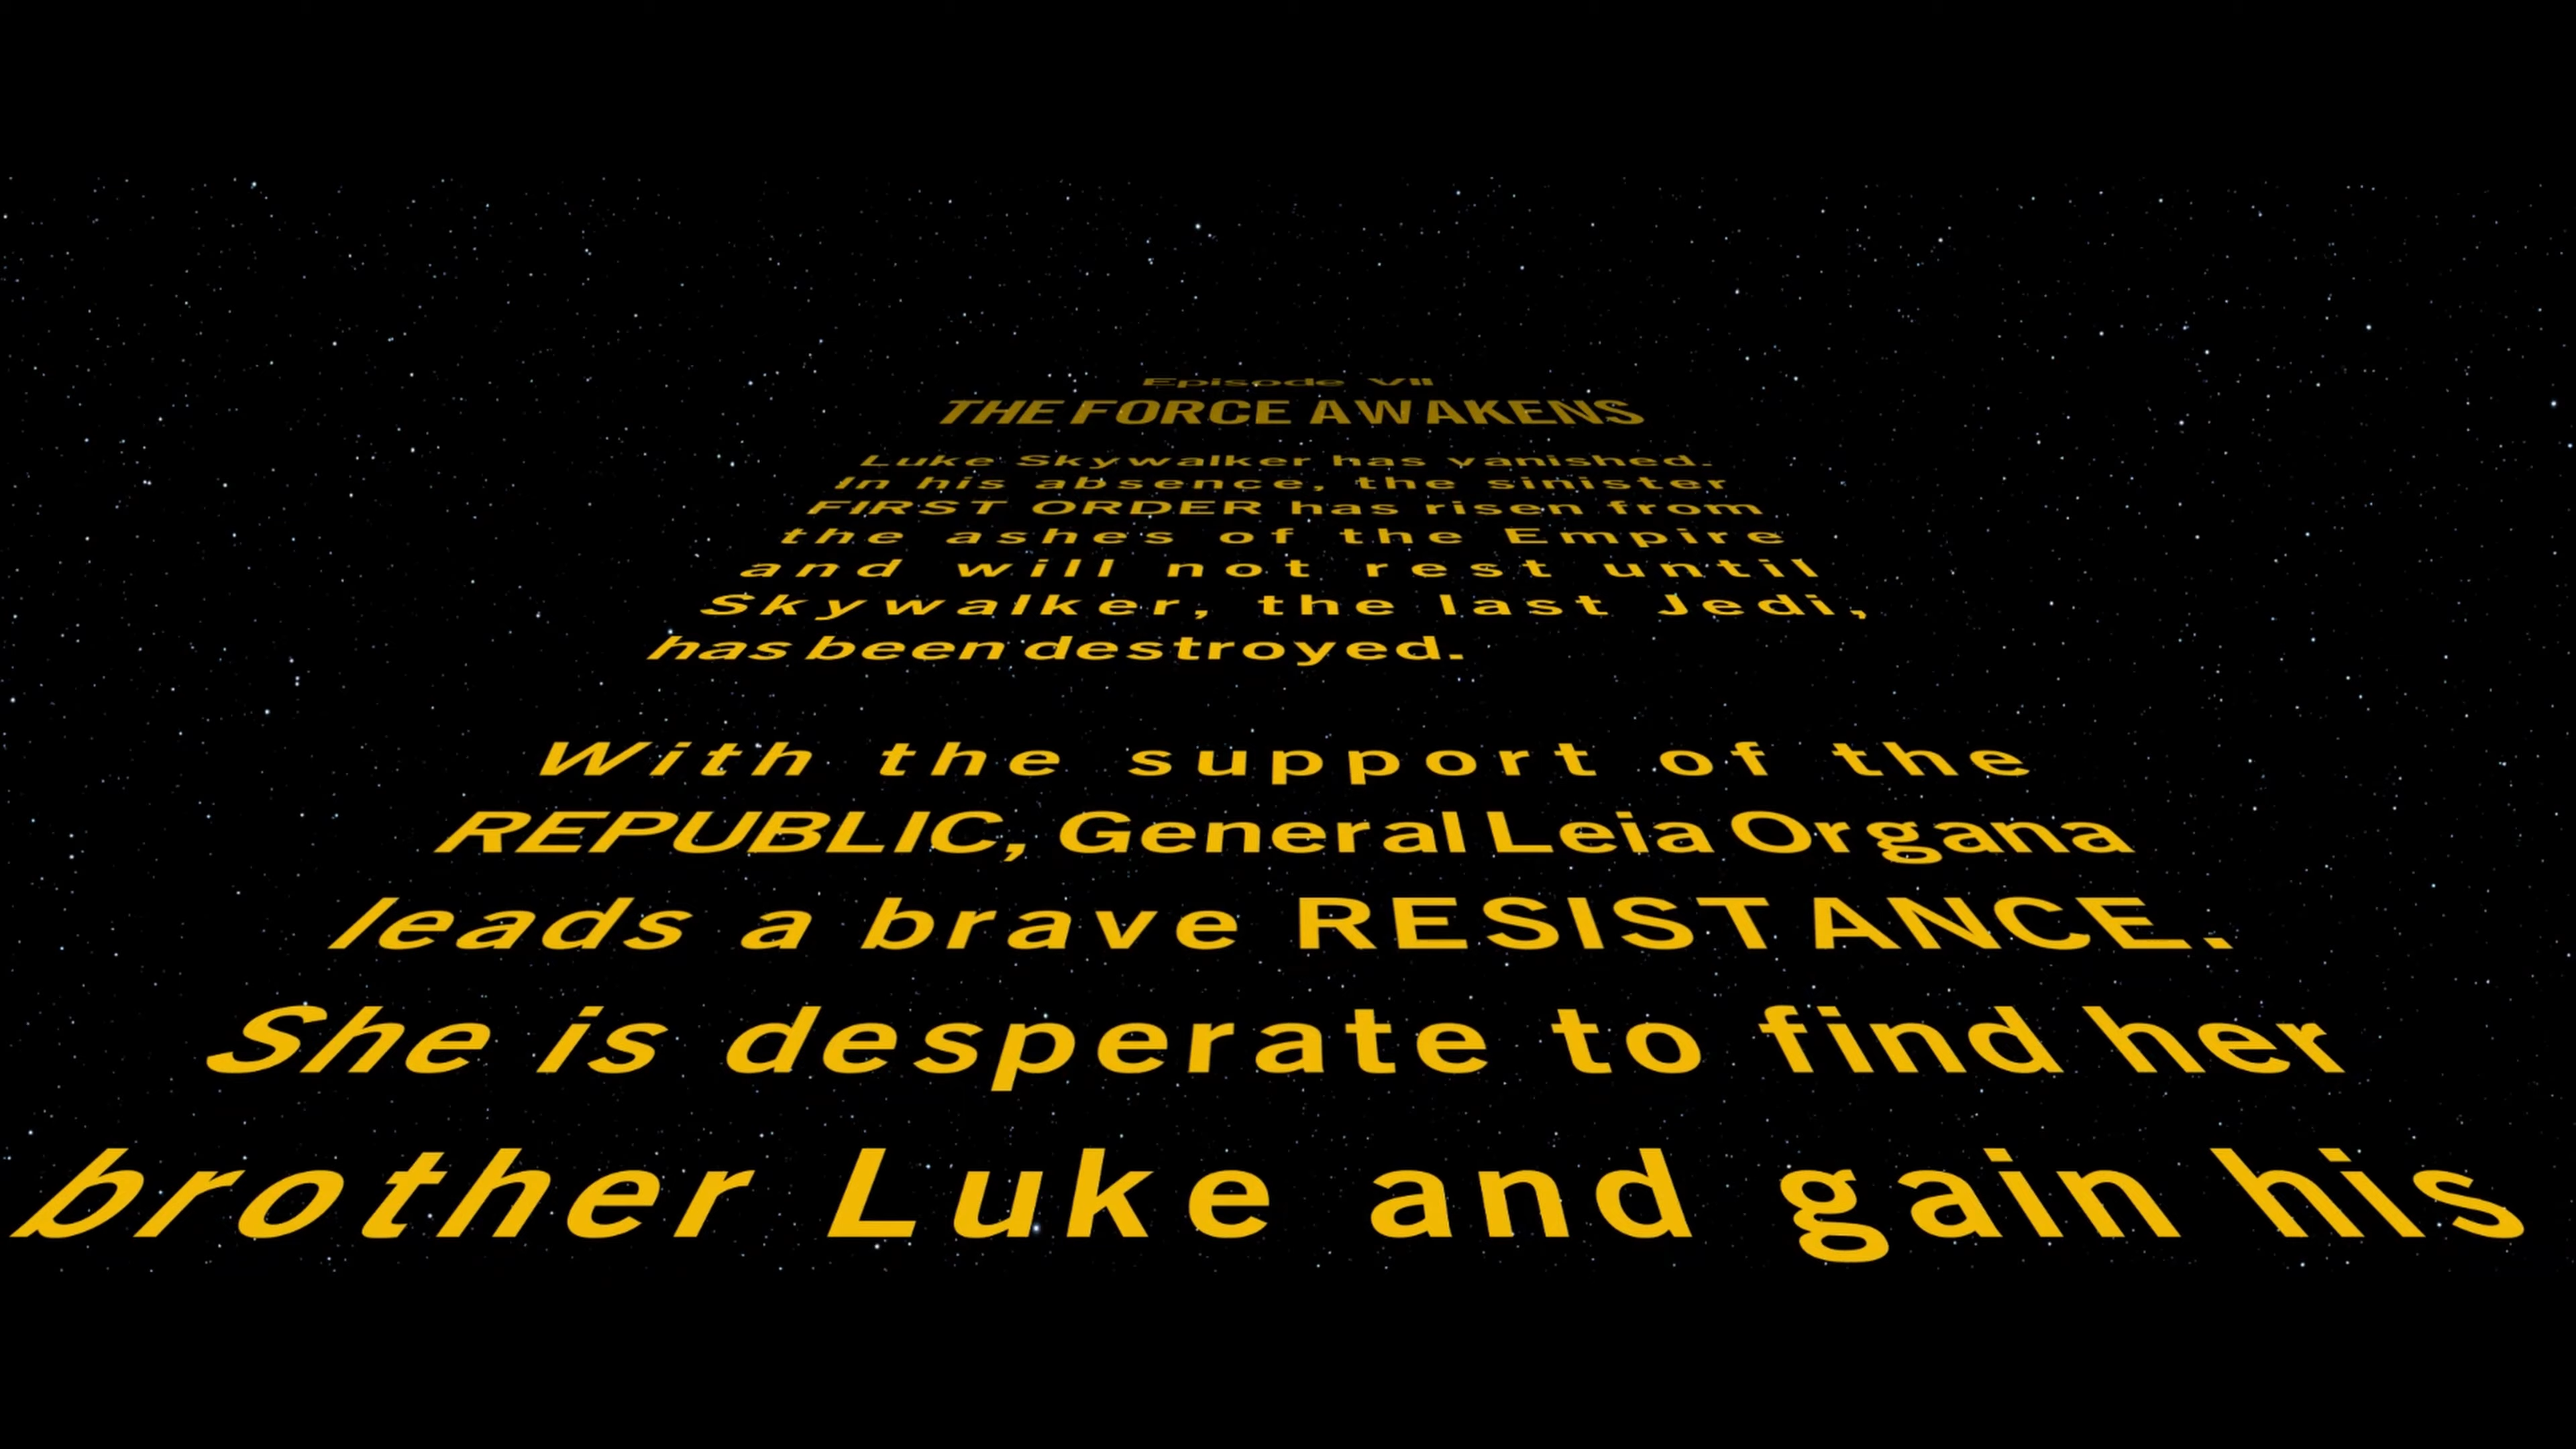 Episode VII
THE FORCE AWAKENS
Luke Skywalker has vanished.
In his absence, the sinister
FIRST ORDER has risen from
the ashes of the Empire
and will not rest until
Skywalker, the last Jedi,
has been destroyed.
With the support of the
REPUBLIC, General Leia Organa
leads a brave RESISTANCE.
She is desperate to find her
brother Luke and gain his